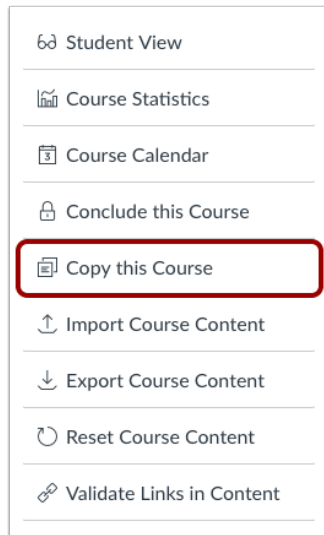 Student View
Course Statistics
3 Course Calendar
Conclude this Course
Copy this Course
Import Course Content
Export Course Content
Reset Course Content
Validate Links in Content